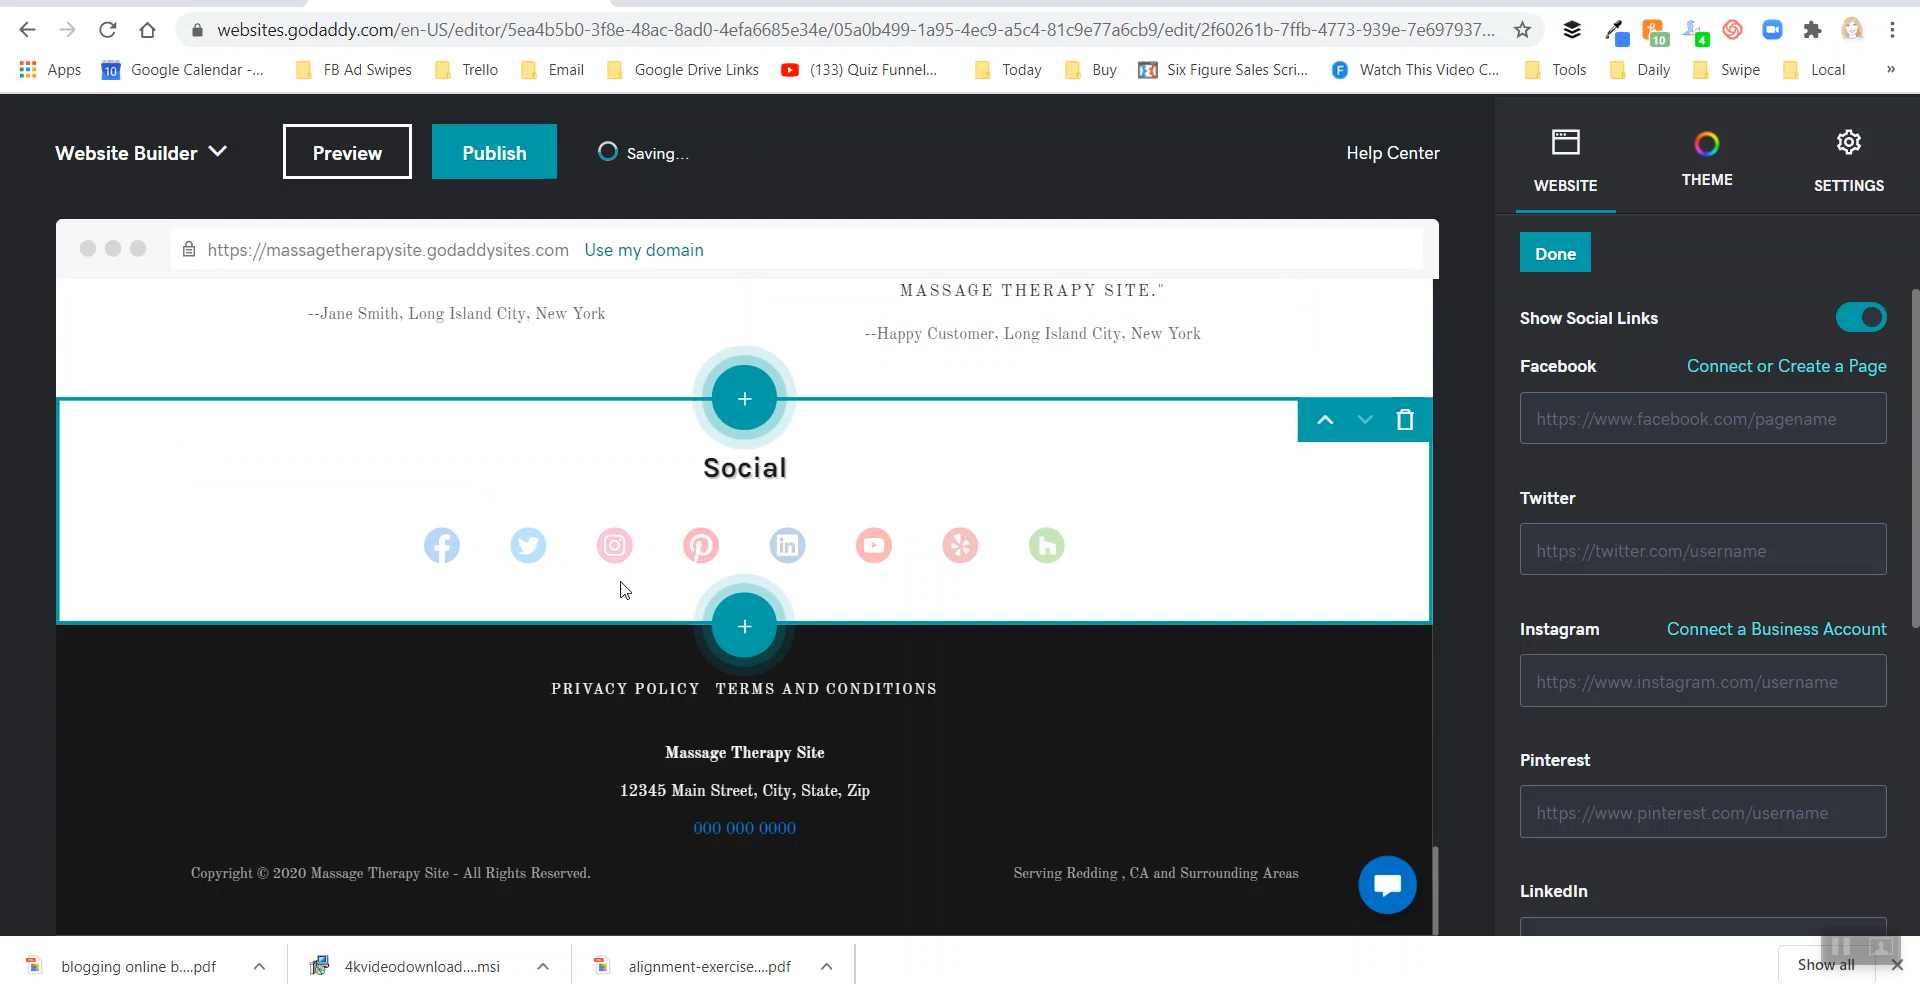 websites.godaddy.com/en-US/editor/5ea4b5b0-3f8e-48ac-8ad0-4efa6685e34e/05a0b499-1a95-4ec9-a5c4-81c9e77a6cb9/edit/2f60261b-7ffb-4773-939e-7e697937...
10
4
Apps
10
Google Calendar -...
FB Ad Swipes
Trello
Email
Google Drive Links
(133) Quiz Funnel...
Today
Buy
Six Figure Sales Scri...
Watch This Video C...
Tools
Daily
Swipe
Local
»
Website Builder
Preview
Publish
Saving...
Help Center
WEBSITE
THEME
SETTINGS
https://massagetherapysite.godaddysites.com
Use my domain
Done
MASSAGE THERAPY SITE."
--Jane Smith, Long Island City, New York
--Happy Customer, Long Island City, New York
Show Social Links
Facebook
Connect or Create a Page
https://www.facebook.com/pagename
Social
Twitter
https://twitter.com/username
Instagram
Connect a Business Account
https://www.instagram.com/username
PRIVACY POLICY
TERMS AND CONDITIONS
Massage Therapy Site
12345 Main Street, City, State, Zip
000 000 0000
Pinterest
https://www.pinterest.com/username
Copyright © 2020 Massage Therapy Site - All Rights Reserved.
Serving Redding , CA and Surrounding Areas
LinkedIn
blogging online b....pdf
4kvideodownload....msi
alignment-exercise....pdf
Show all